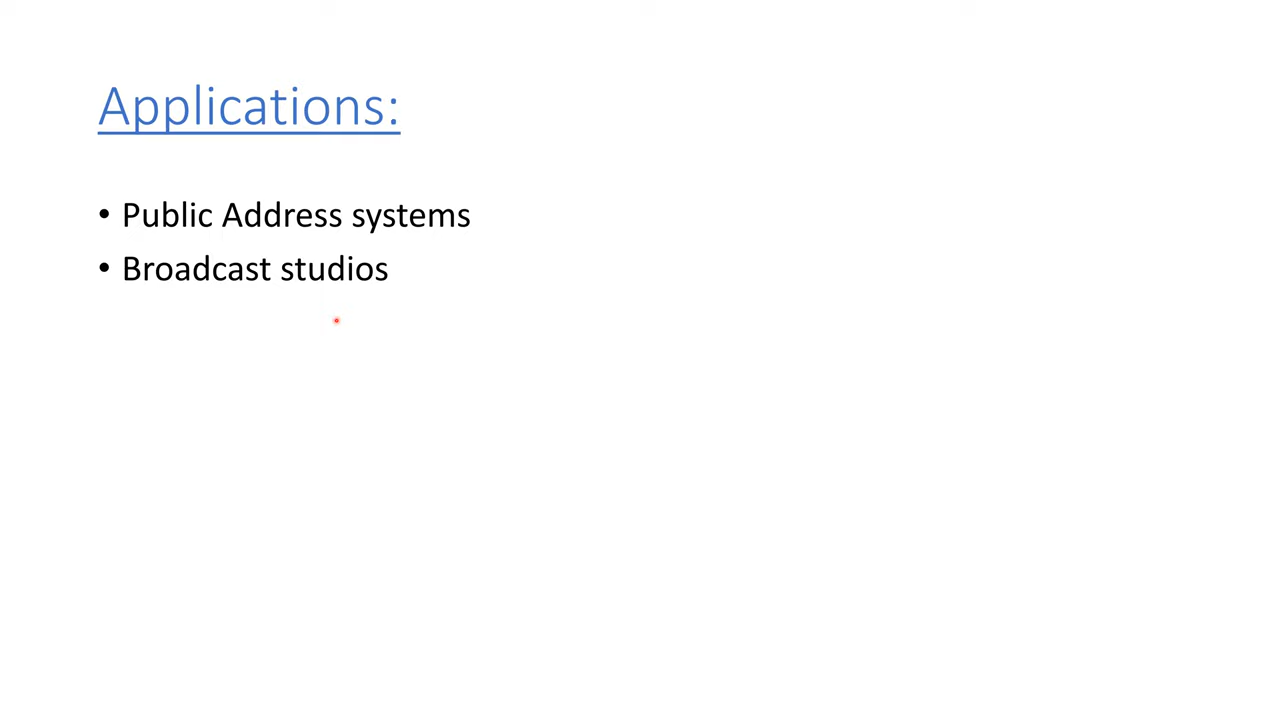 Applications:
• Public Address systems
• Broadcast studios